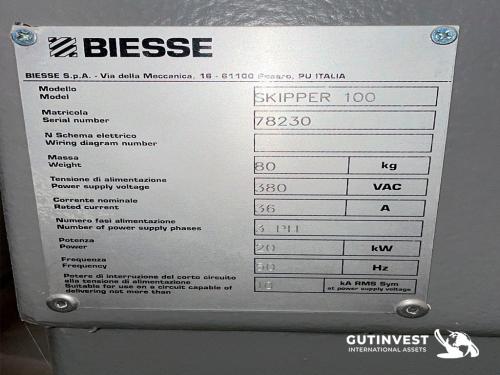 BIESSE
BIESSE S.p.A. - Via della Meccanica, 16 - 61100 Pesaro, PU ITALIA
Modello
Model SKIPPER 100
Matricola
Serial number 78230
N Schema elettrico
Wiring diagram number
Massa
Weight 80 kg
Tensione di alimentazione
Power supply voltage 380 VAC
Corrente nominale
Rated current 36 A
Numero fasi alimentazione
Number of power supply phases 3 PH
Potenza
Power 20 kW
Frequenza
Frequency 50 Hz
Potere di interruzione del corto circuito
alla tensione di alimentazione
Suitable for use on a circuit capable of
delivering not more than 10 kA RMS Sym
at power supply voltage
GUTINVEST
INTERNATIONAL ASSETS